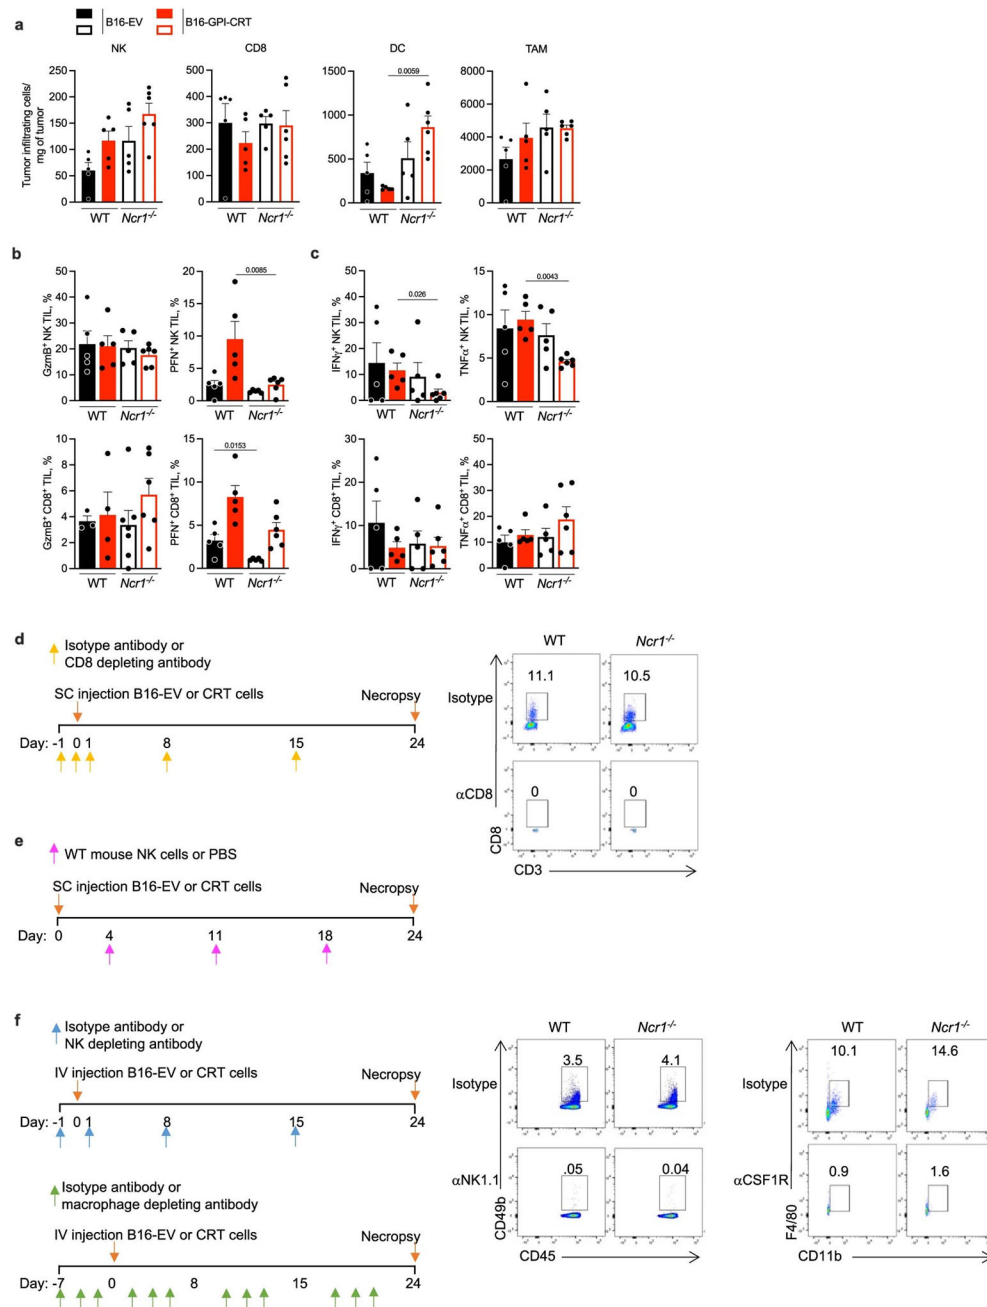 a
B16-EV
B16-GPI-CRT
NK
CD8
DC
TAM
Tumor infiltrating cells/
mg of tumor
250
200
150
100
50
0
500
400
300
200
100
0
1500
1000
500
0
0.0059
8000
6000
4000
2000
0
WT Ncr1-/-
WT Ncr1-/-
WT Ncr1-/-
WT Ncr1-/-
b
GzmB+ NK TIL, %
50
40
30
20
10
0
WT Ncr1-/-
PFN+ NK TIL, %
20
15
10
5
0
0.0085
WT Ncr1-/-
c
IFNγ+ NK TIL, %
50
40
30
20
10
0
0.026
WT Ncr1-/-
TNFα+ NK TIL, %
15
10
5
0
0.0043
WT Ncr1-/-
GzmB+ CD8+ TIL, %
10
8
6
4
2
0
WT Ncr1-/-
PFN+ CD8+ TIL, %
15
10
5
0
0.0153
WT Ncr1-/-
IFNγ+ CD8+ TIL, %
30
20
10
0
WT Ncr1-/-
TNFα+ CD8+ TIL, %
50
40
30
20
10
0
WT Ncr1-/-
d
Isotype antibody or
CD8 depleting antibody
SC injection B16-EV or CRT cells
Necropsy
Day: -1 0 1 8 15 24
WT Ncr1-/-
Isotype
11.1
10.5
αCD8
0
0
CD8
CD3
e
WT mouse NK cells or PBS
SC injection B16-EV or CRT cells
Necropsy
Day: 0 4 11 18 24
f
Isotype antibody or
NK depleting antibody
IV injection B16-EV or CRT cells
Necropsy
Day: -1 0 1 8 15 24
Isotype antibody or
macrophage depleting antibody
IV injection B16-EV or CRT cells
Necropsy
Day: -7 0 8 15 24
WT Ncr1-/-
Isotype
3.5
4.1
αNK1.1
.05
0.04
CD49b
CD45
WT Ncr1-/-
Isotype
10.1
14.6
αCSF1R
0.9
1.6
F4/80
CD11b